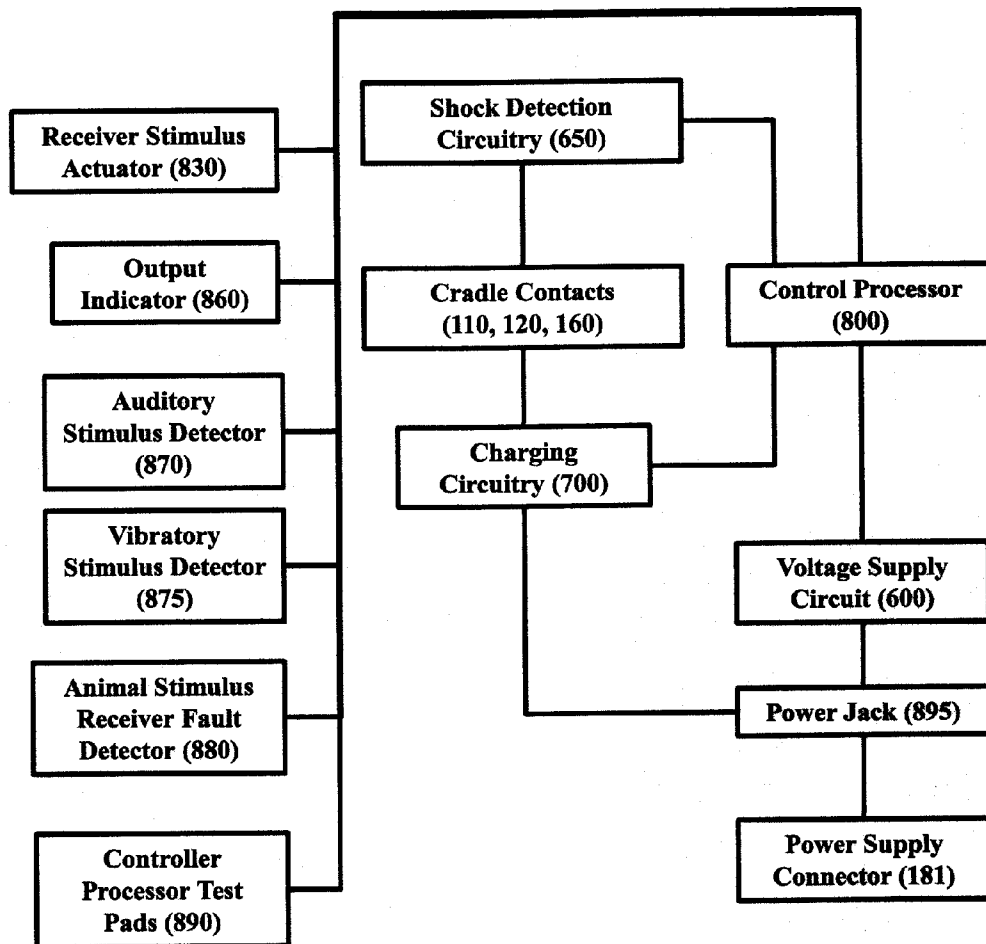 Receiver Stimulus
Actuator (830)
Output
Indicator (860)
Auditory
Stimulus Detector
(870)
Vibratory
Stimulus Detector
(875)
Animal Stimulus
Receiver Fault
Detector (880)
Controller
Processor Test
Pads (890)
Shock Detection
Circuitry (650)
Cradle Contacts
(110, 120, 160)
Charging
Circuitry (700)
Control Processor
(800)
Voltage Supply
Circuit (600)
Power Jack (895)
Power Supply
Connector (181)